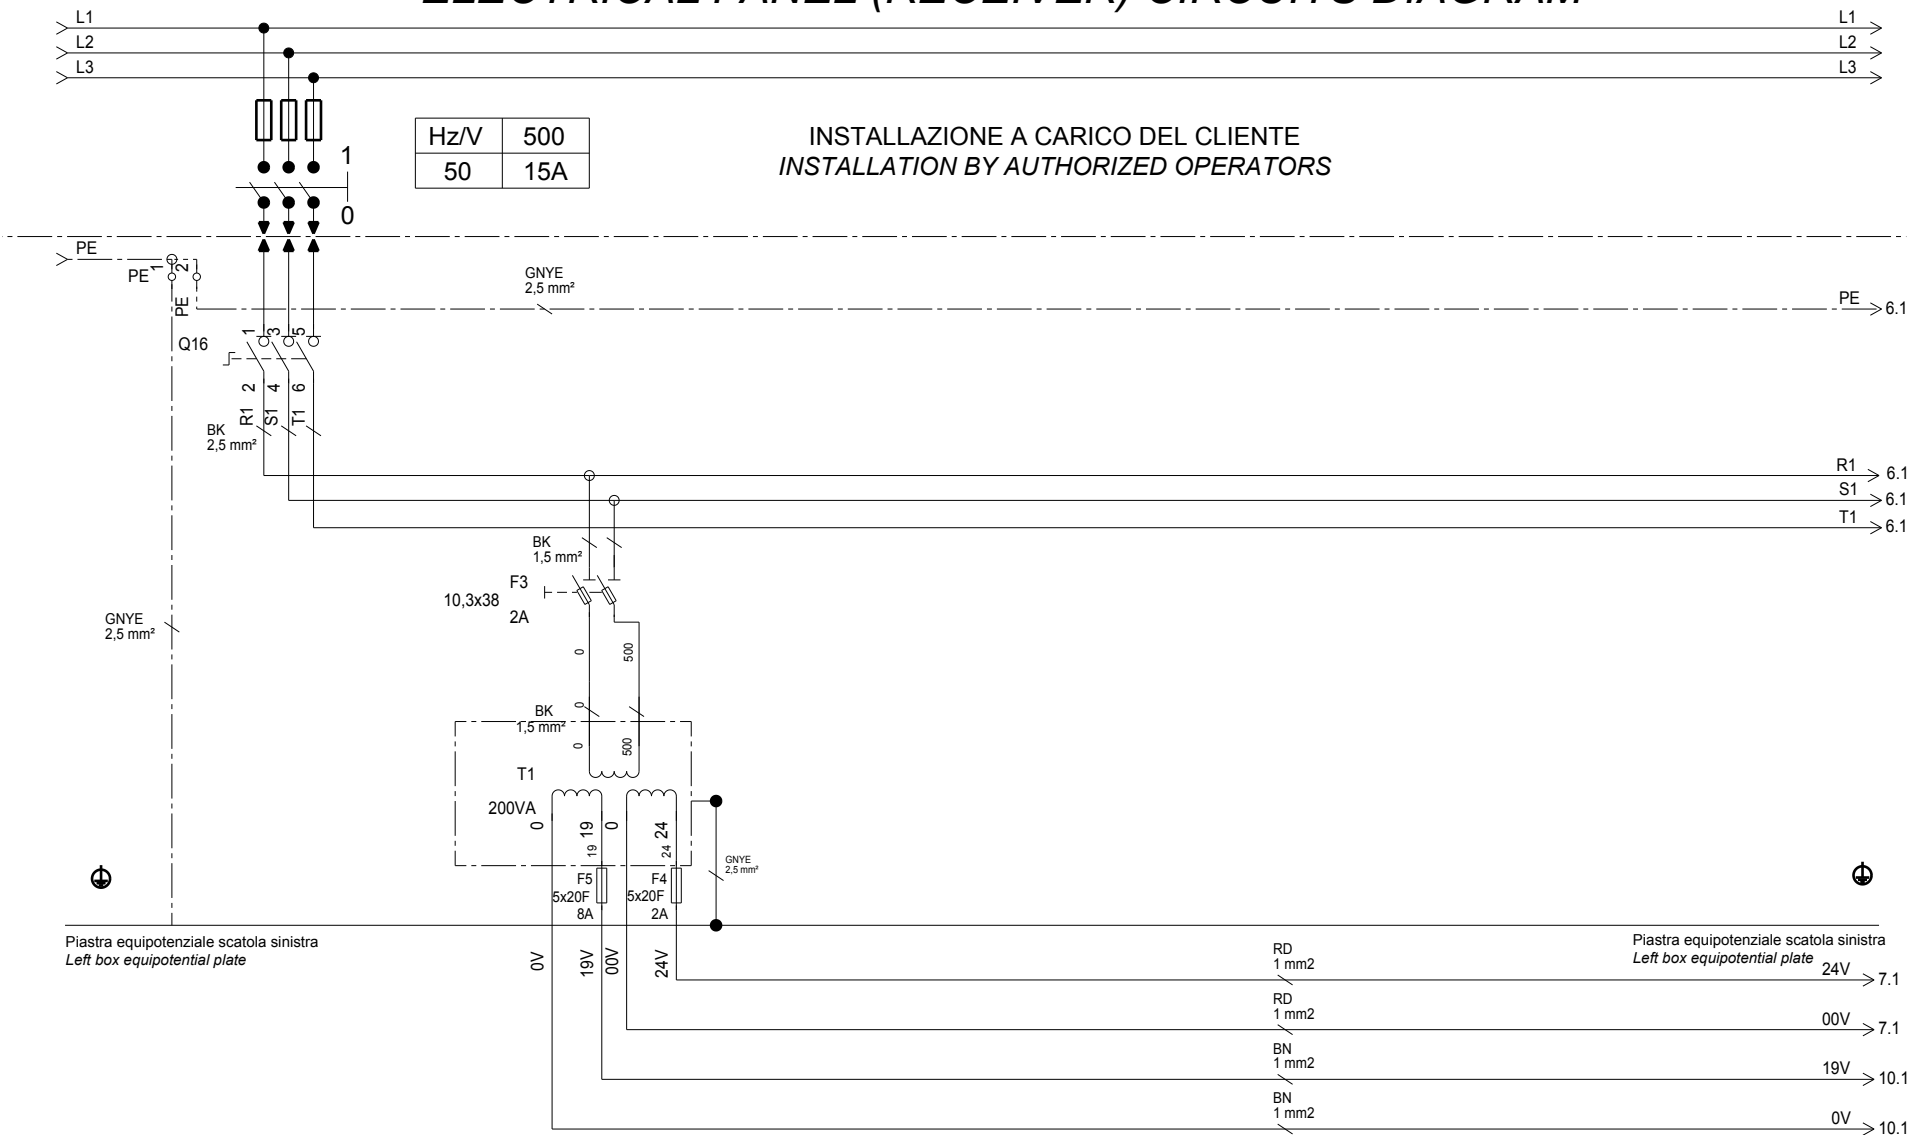 ELECTRICAL PANEL (RECEIVER) CIRCUITS DIAGRAM
L1 L1
L2 L2
L3 L3
Hz/V 500
50 15A
INSTALLAZIONE A CARICO DEL CLIENTE
INSTALLATION BY AUTHORIZED OPERATORS
1
0
PE
PE 1 2
PE
GNYE
2,5 mm²
PE 6.1
Q16
1 3 5
2 4 6
R1 S1 T1
BK
2,5 mm²
R1 6.1
S1 6.1
T1 6.1
BK
1,5 mm²
F3
10,3x38
2A
GNYE
2,5 mm²
0 500
BK
1,5 mm²
0
0 500
T1
200VA
0 19 0 24
19 24
GNYE
2,5 mm²
F5
5x20F
8A
F4
5x20F
2A
Piastra equipotenziale scatola sinistra
Left box equipotential plate
Piastra equipotenziale scatola sinistra
Left box equipotential plate
0V 19V 00V 24V
RD
1 mm2
24V 7.1
RD
1 mm2
00V 7.1
BN
1 mm2
19V 10.1
BN
1 mm2
0V 10.1